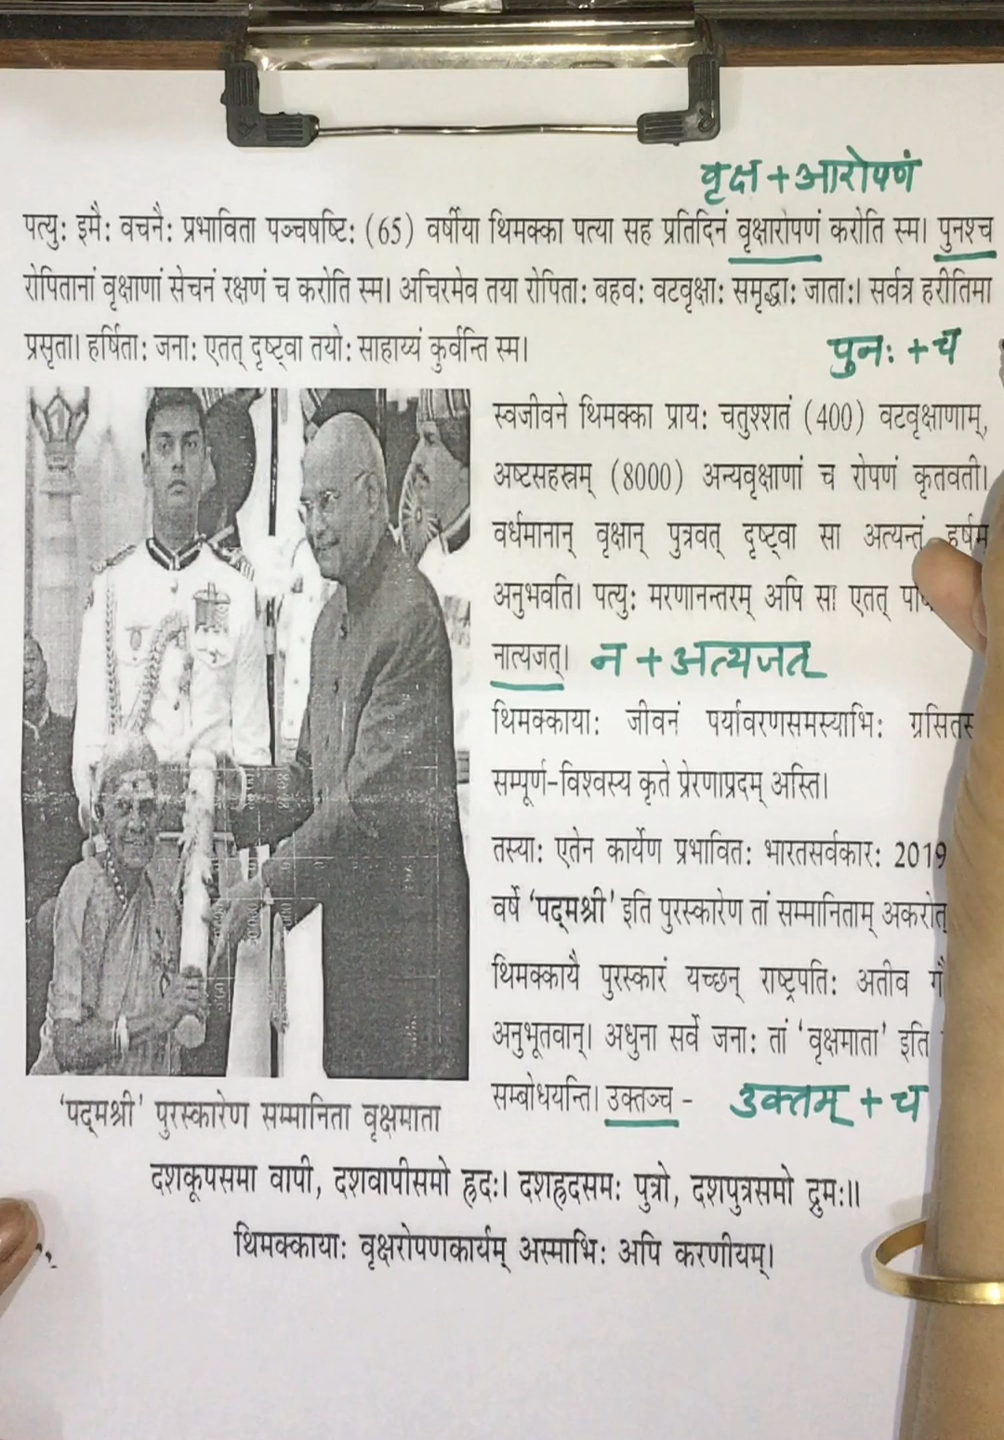 वृक्ष + आरोपणं
पत्युः इमैः वचनैः प्रभाविता पञ्चषष्टिः (65) वर्षीया थिमक्का पत्या सह प्रतिदिनं वृक्षारोपणं करोति स्म। पुनश्च
रोपितानां वृक्षाणां सेचनं रक्षणं च करोति स्म। अचिरमेव तया रोपिताः बहवः वटवृक्षाः समृद्धाः जाताः। सर्वत्र हरीतिमा
प्रसृता। हर्षिताः जनाः एतत् दृष्ट्वा तयोः साहाय्यं कुर्वन्ति स्म।
पुनः + च
स्वजीवने थिमक्का प्रायः चतुश्शतं (400) वटवृक्षाणाम्,
अष्टसहस्रम् (8000) अन्यवृक्षाणां च रोपणं कृतवती।
वर्धमानान् वृक्षान् पुत्रवत् दृष्ट्वा सा अत्यन्तं हर्षम्
अनुभवति। पत्युः मरणानन्तरम् अपि सा एतत्
नात्यजत्। न + अत्यजत्
थिमक्कायाः जीवनं पर्यावरणसमस्याभिः
सम्पूर्ण-विश्वस्य कृते प्रेरणाप्रदम् अस्ति।
तस्याः एतेन कार्येण प्रभावितः भारतसर्वकारः 2019
वर्षे 'पद्मश्री' इति पुरस्कारेण तां सम्मानिताम् अकरोत्
थिमक्कायै पुरस्कारं यच्छन् राष्ट्रपतिः अतीव
अनुभूतवान्। अधुना सर्वे जनाः तां 'वृक्षमाता' इति
सम्बोधयन्ति। उक्तञ्च - उक्तम् + च
'पद्मश्री' पुरस्कारेण सम्मानिता वृक्षमाता
दशकूपसमा वापी, दशवापीसमो ह्रदः। दशह्रदसमः पुत्रो, दशपुत्रसमो द्रुमः॥
थिमक्कायाः वृक्षरोपणकार्यम् अस्माभिः अपि करणीयम्।